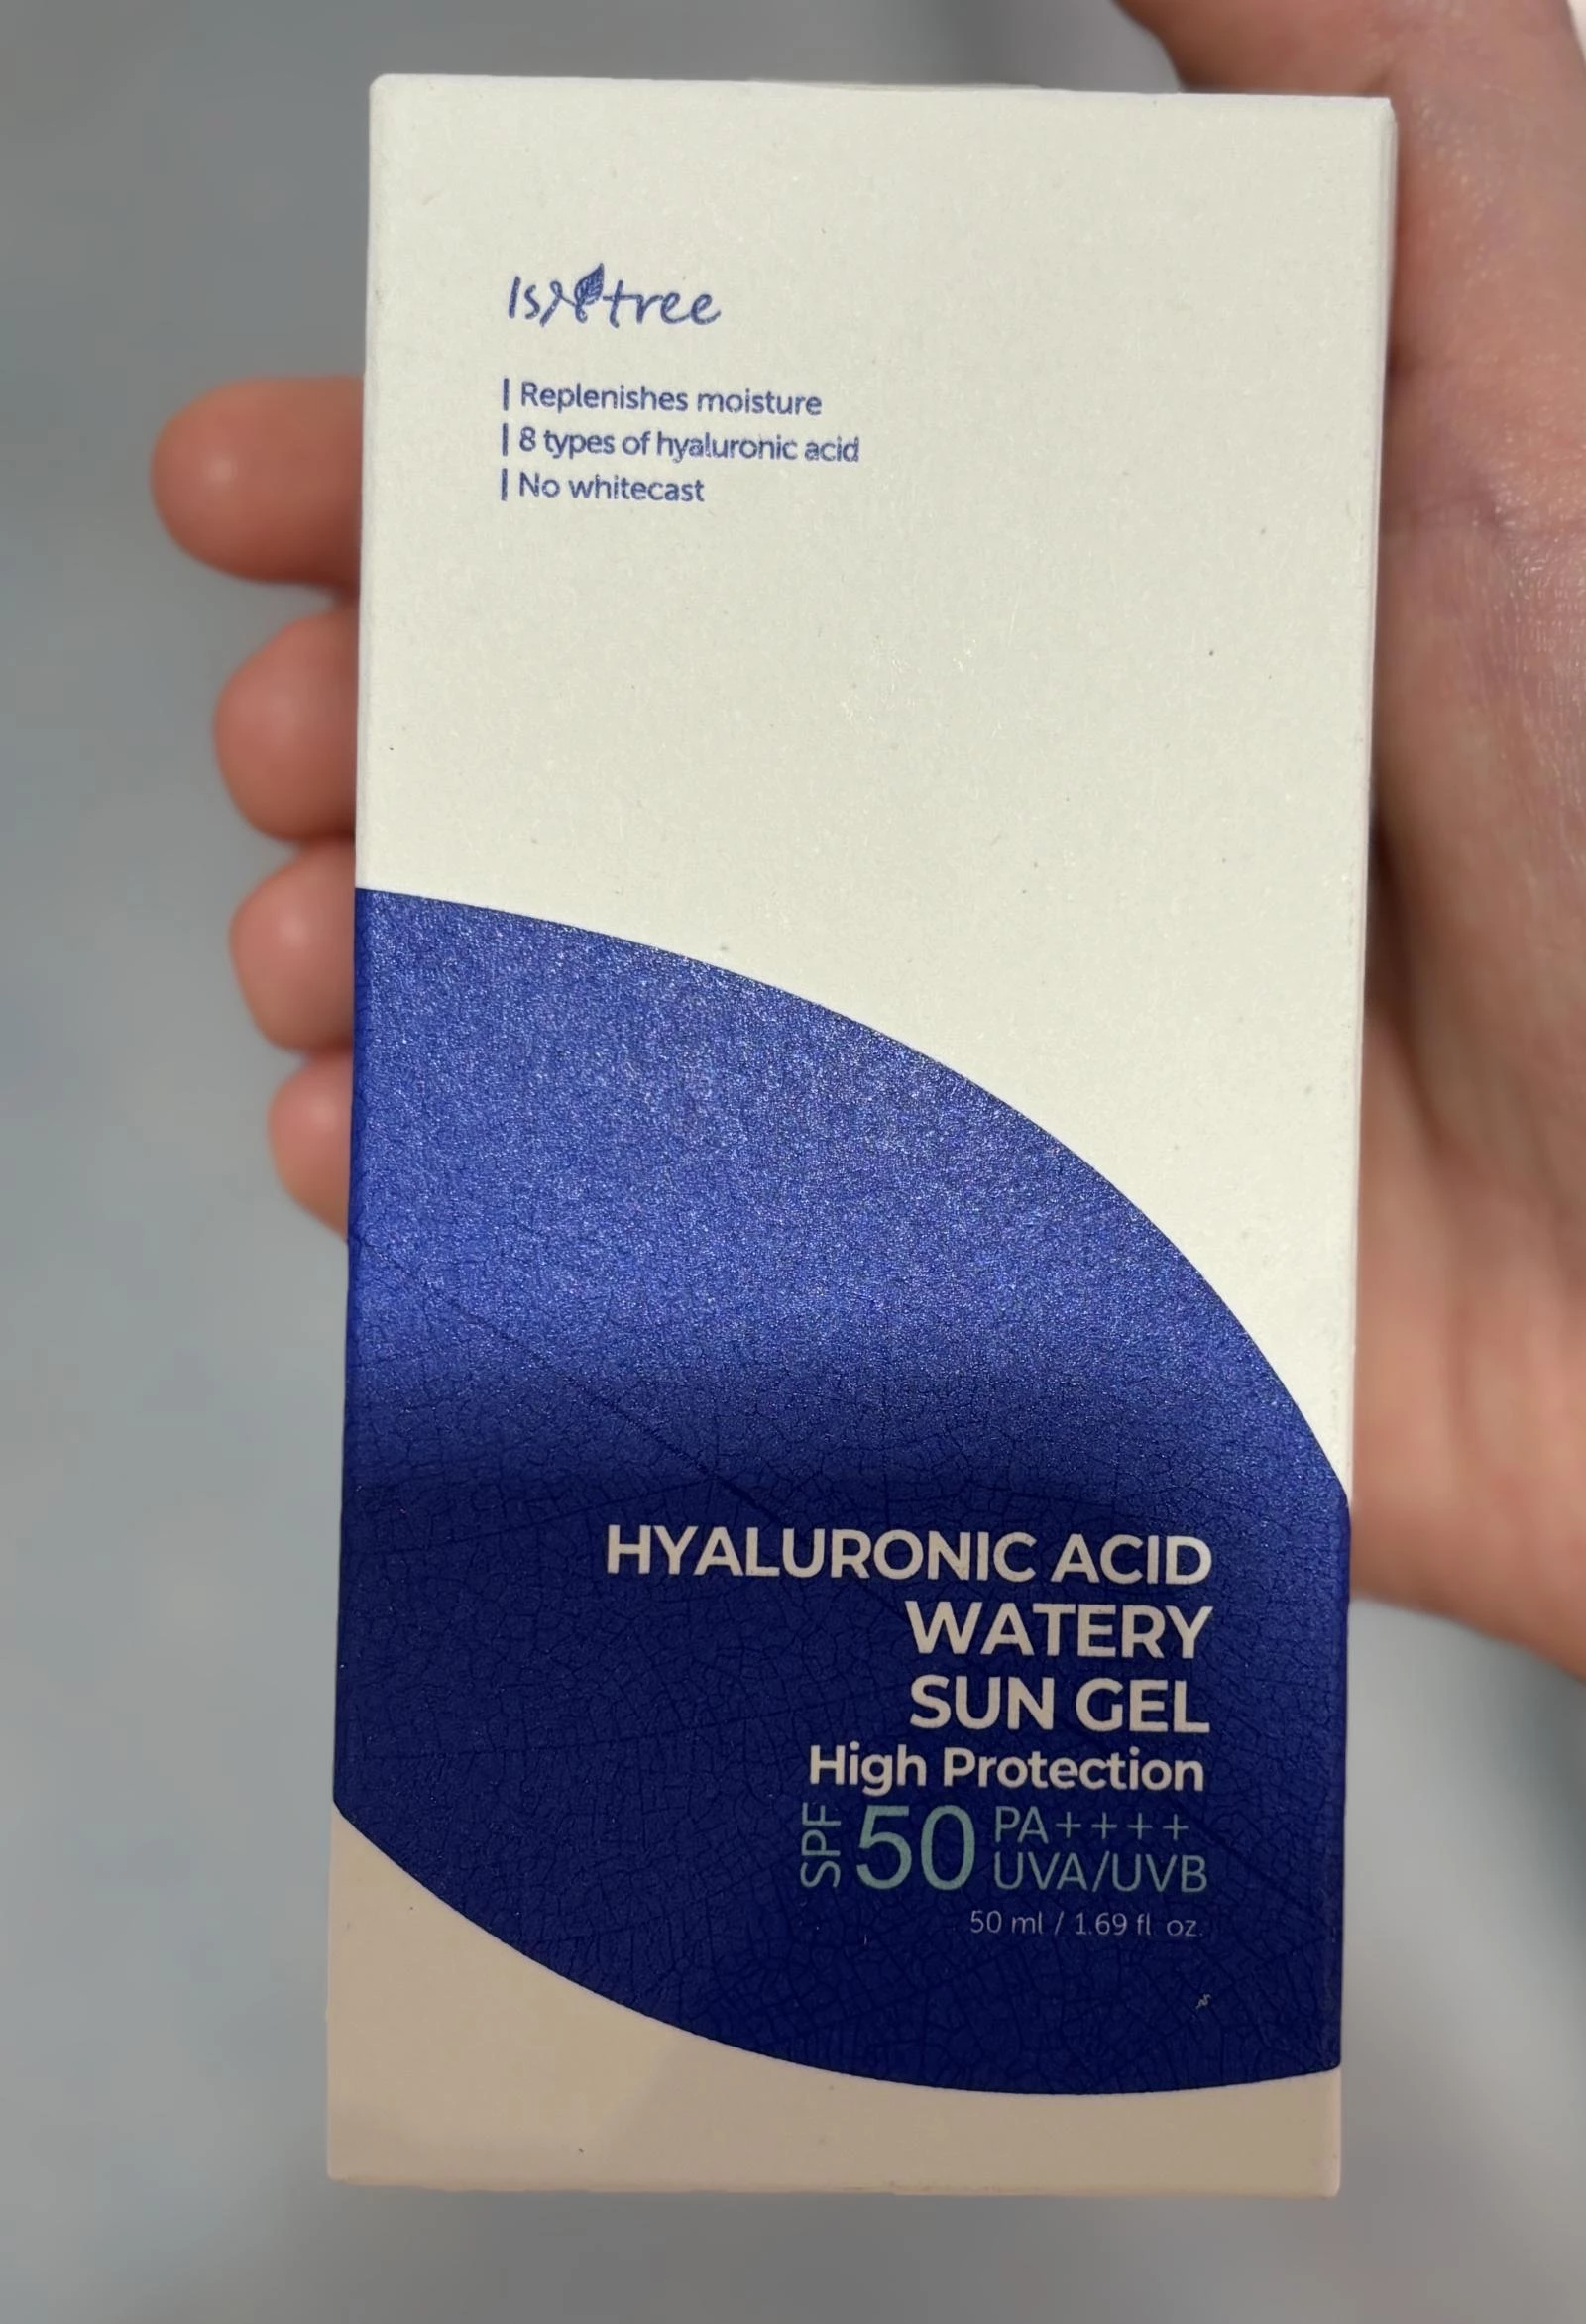 Isntree
Replenishes moisture
8 types of hyaluronic acid
No whitecast
HYALURONIC ACID
WATERY
SUN GEL
High Protection
SPF 50 PA++++
UVA/UVB
50 ml / 1.69 fl oz.